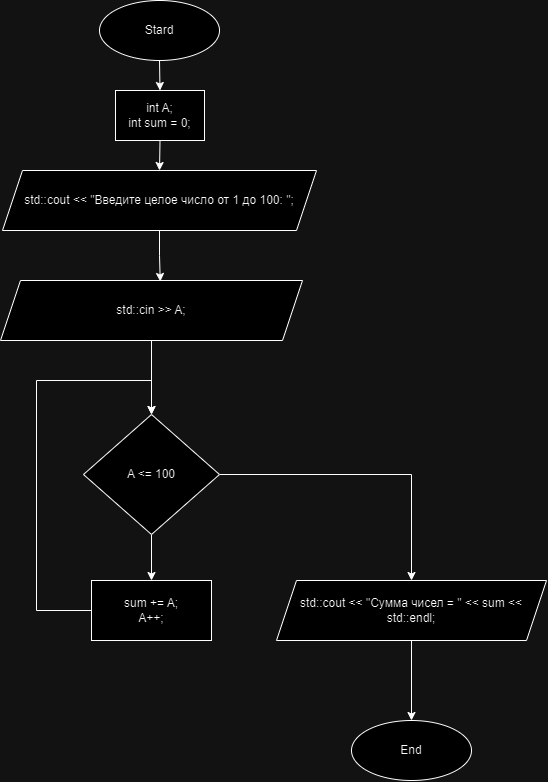 Stard
int A;
int sum = 0;
std::cout << "Введите целое число от 1 до 100: ";
std::cin >> A;
A <= 100
sum += A;
A++;
std::cout << "Сумма чисел = " << sum <<
std::endl;
End